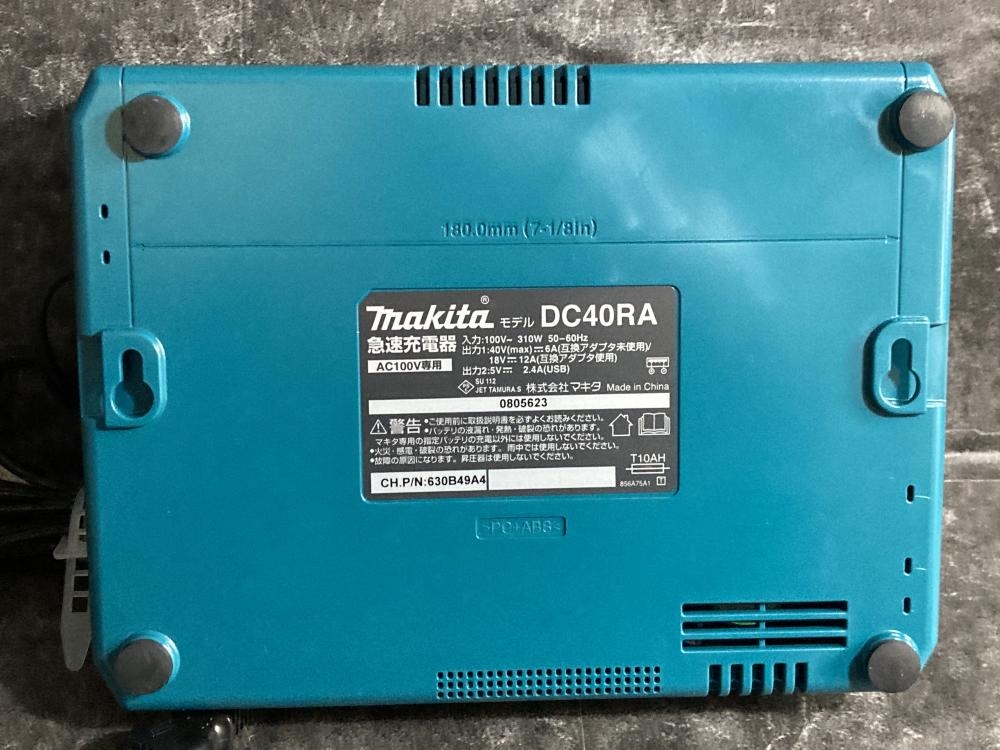 180.0mm (7-1/8in)
makita® モデル DC40RA
急速充電器
AC100V専用
入力:100V~ 310W 50-60Hz
出力1:40V(max)⎓6A(互換アダプタ未使用)/
18V⎓12A(互換アダプタ使用)
出力2:5V⎓ 2.4A(USB)
PS E SU 112
JET TAMURA.S 株式会社マキタ Made in China
0805623
⚠警告 •ご使用前に取扱説明書を必ずよくお読みください。
•バッテリの液漏れ・発熱・破裂の恐れがあります。
マキタ専用の指定バッテリの充電以外には使用しないでください。
•火災・感電・破裂の恐れがあります。雨中では使用しないでください。
•故障の原因になります。昇圧器は使用しないでください。
T10AH
CH.P/N:630B49A4
856A75A1 T
>PC+ABS<